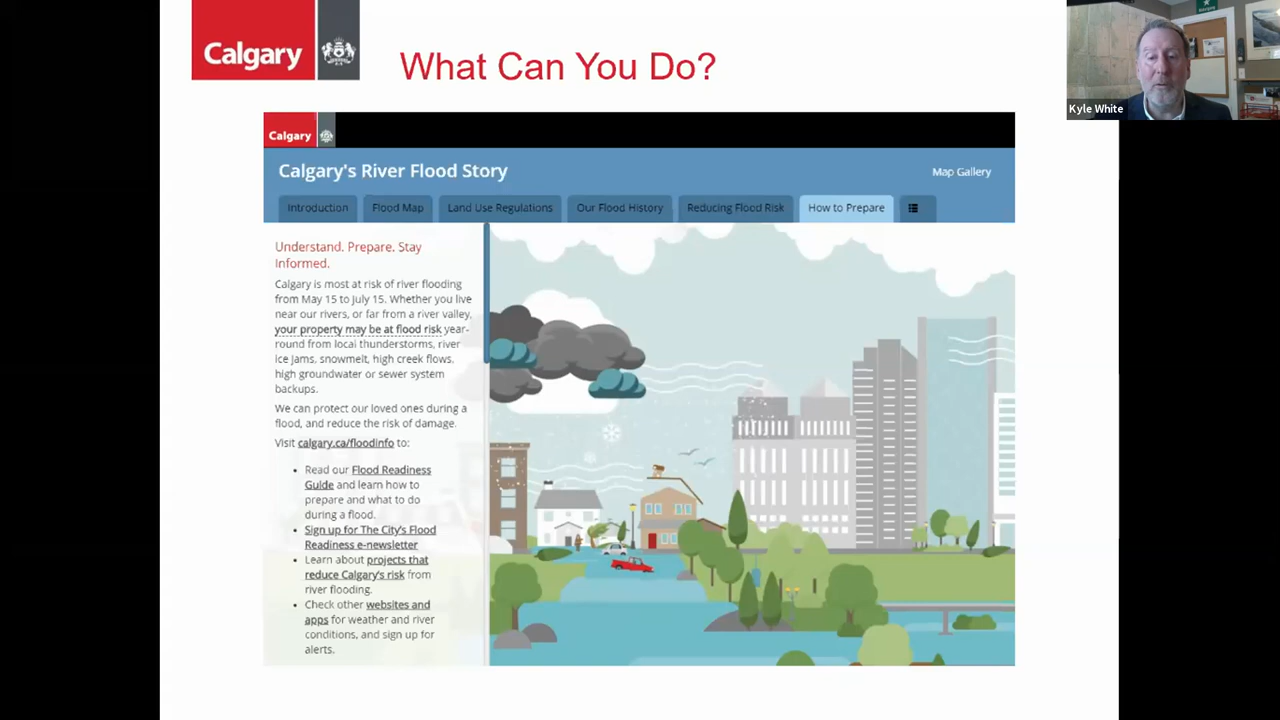 Calgary
What Can You Do?
Kyle White
Calgary
Calgary's River Flood Story
Map Gallery
Introduction
Flood Map
Land Use Regulations
Our Flood History
Reducing Flood Risk
How to Prepare
Understand. Prepare. Stay
Informed.
Calgary is most at risk of river flooding
from May 15 to July 15. Whether you live
near our rivers, or far from a river valley,
your property may be at flood risk year-
round from local thunderstorms, river
ice jams, snowmelt, high creek flows,
high groundwater or sewer system
backups.
We can protect our loved ones during a
flood, and reduce the risk of damage.
Visit calgary.ca/floodinfo to:
• Read our Flood Readiness
Guide and learn how to
prepare and what to do
during a flood.
• Sign up for The City's Flood
Readiness e-newsletter
• Learn about projects that
reduce Calgary's risk from
river flooding.
• Check other websites and
apps for weather and river
conditions, and sign up for
alerts.